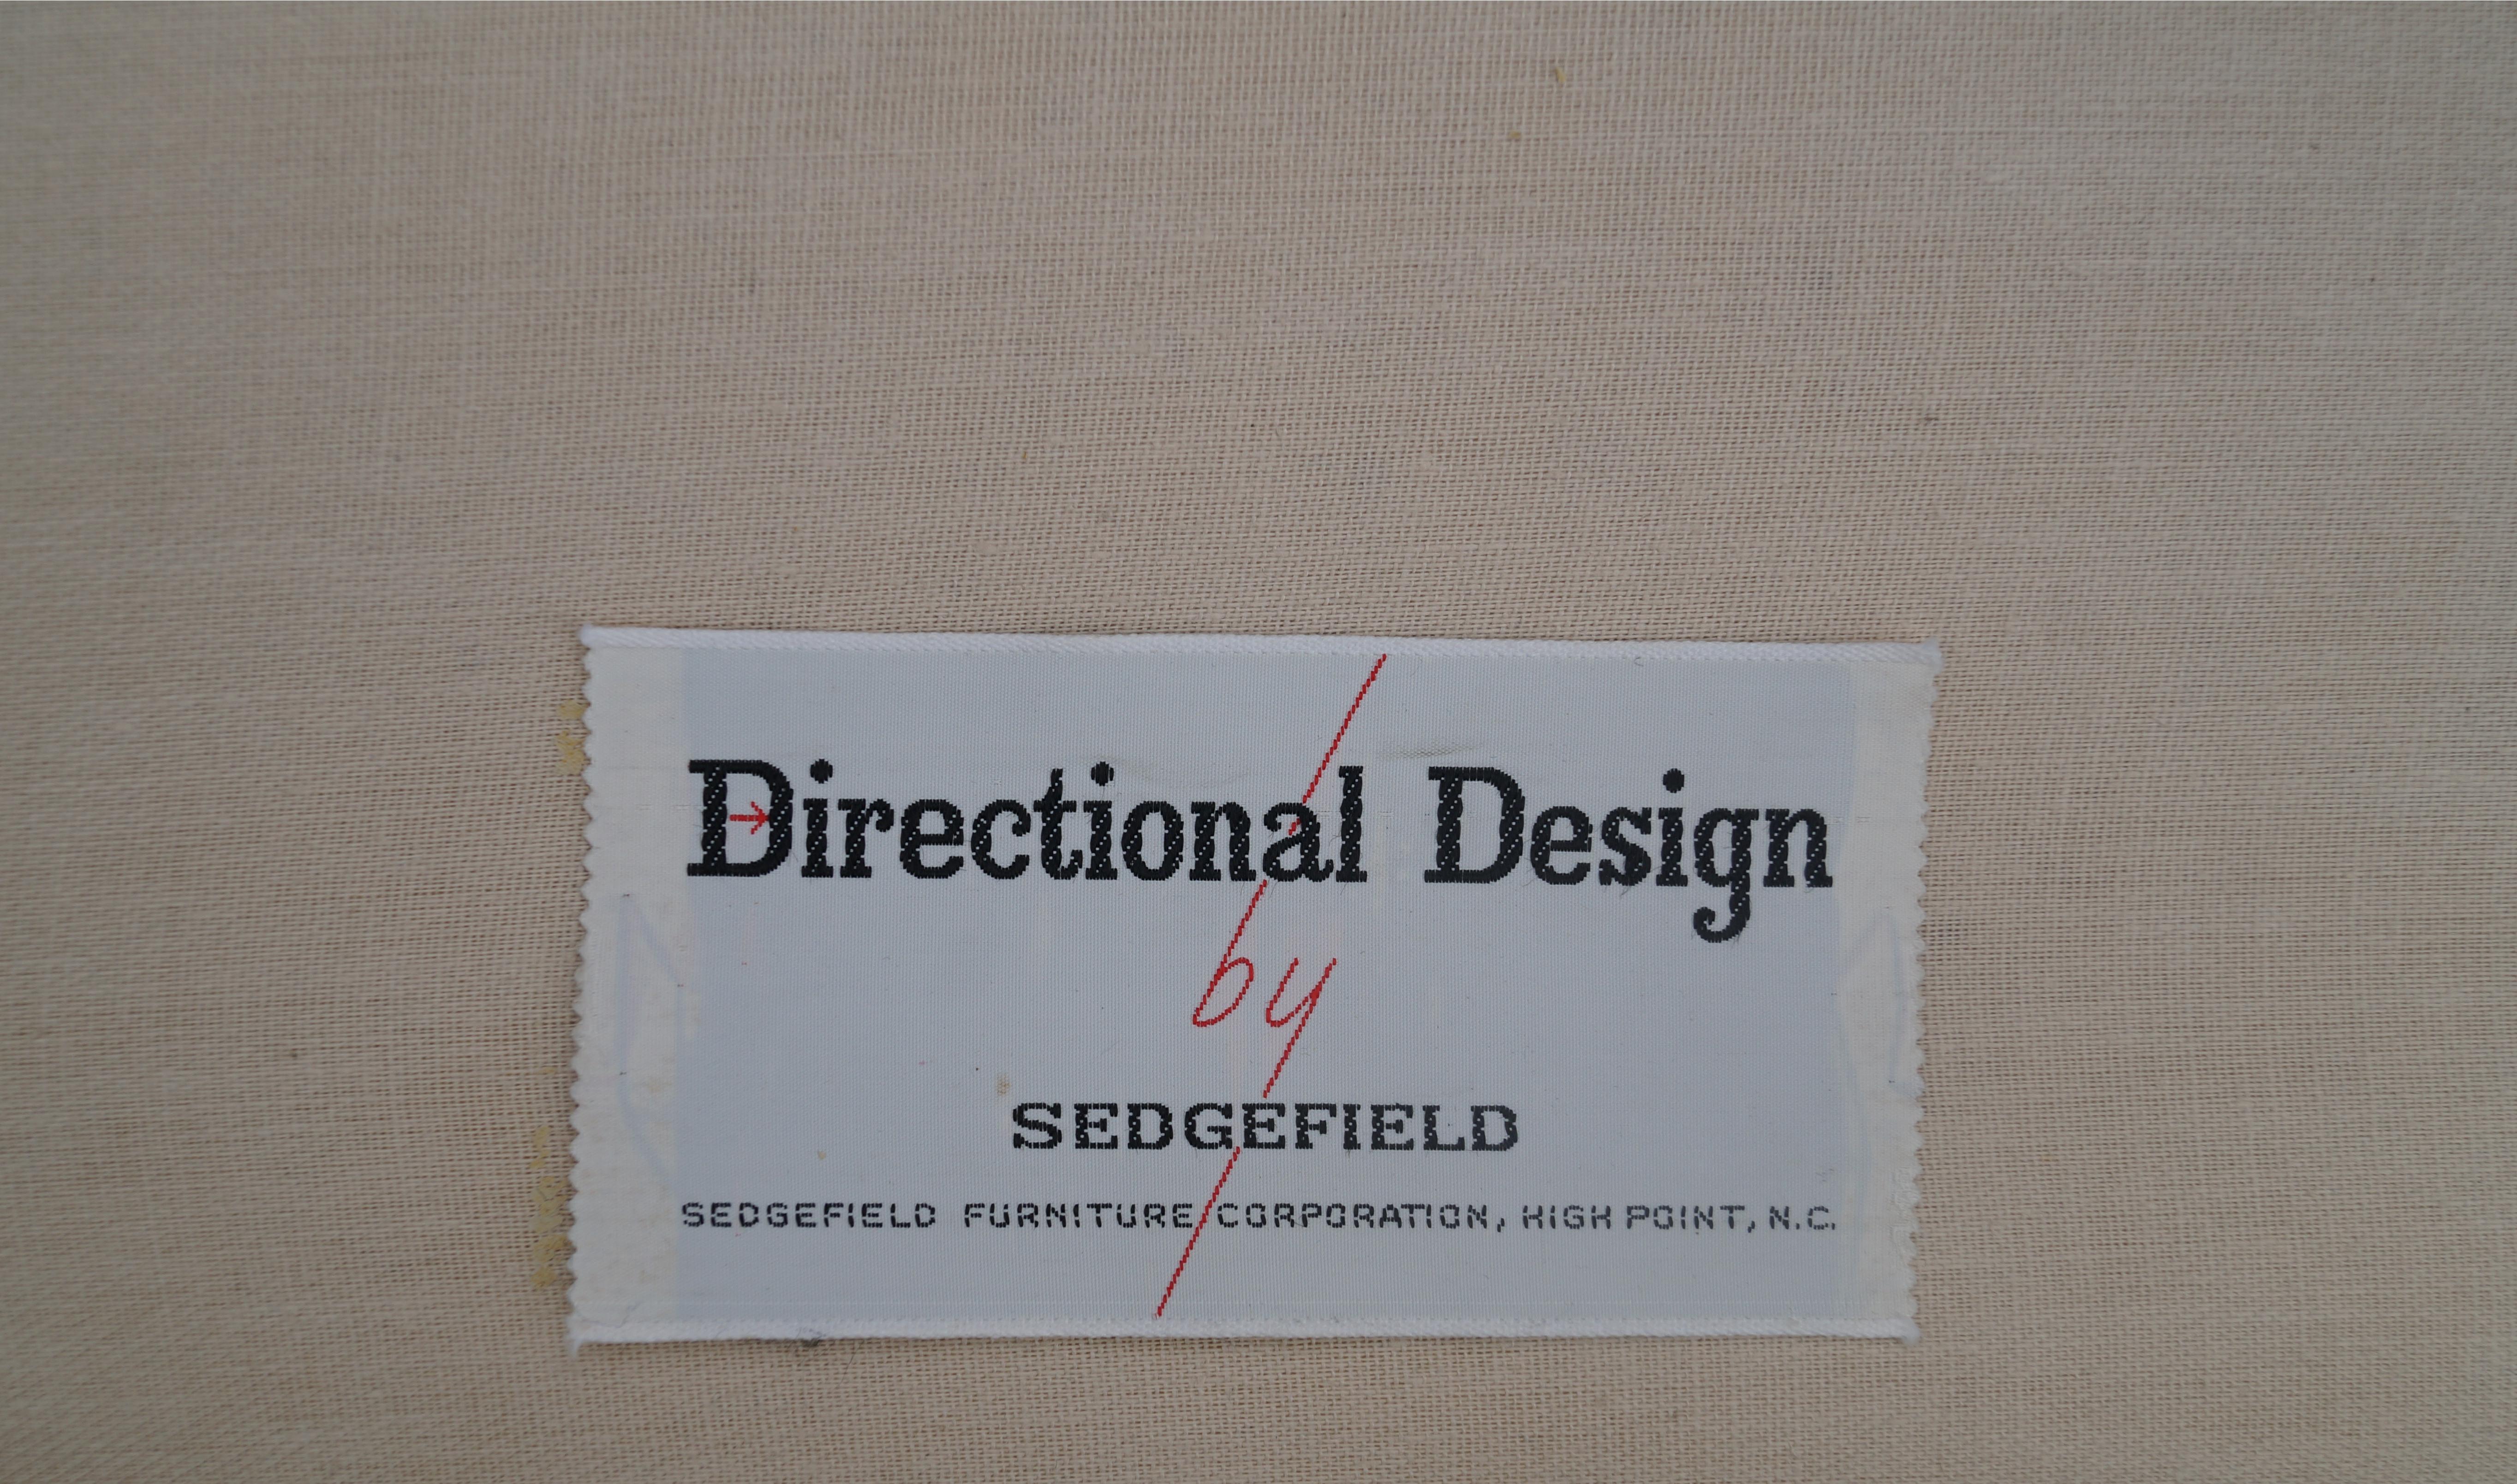 Directional Design
by
SEDGEFIELD
SEDGEFIELD FURNITURE CORPORATION, HIGH POINT, N.C.